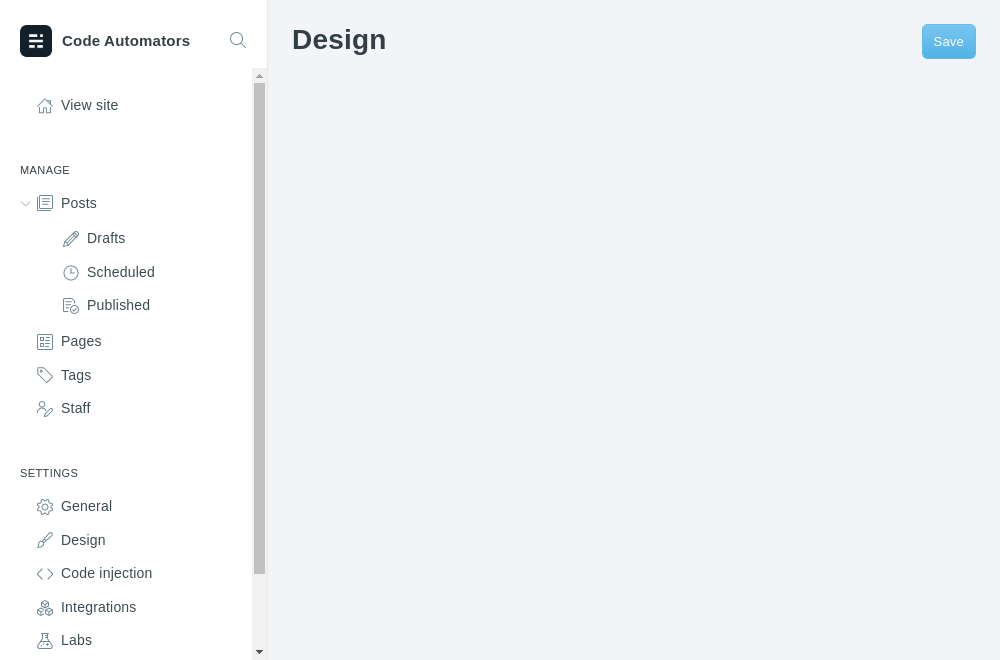 Code Automators
Design
Save
View site
MANAGE
Posts
Drafts
Scheduled
Published
Pages
Tags
Staff
SETTINGS
General
Design
Code injection
Integrations
Labs